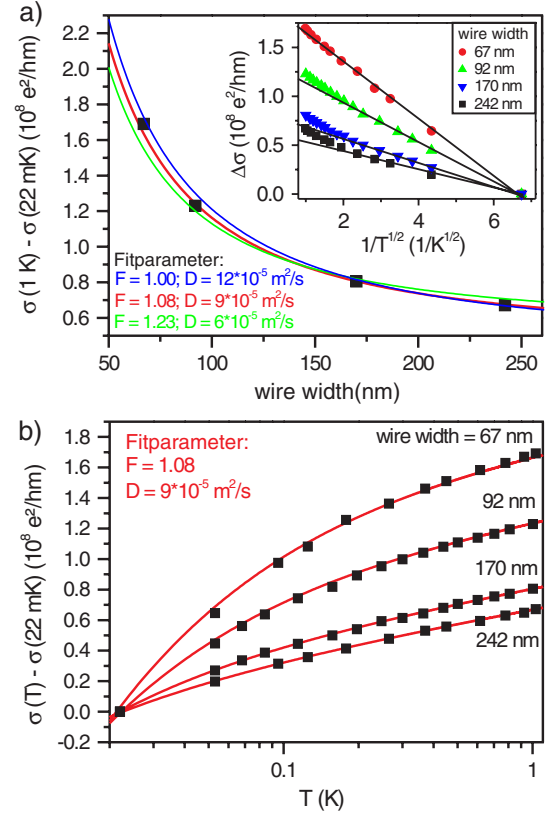 a)
σ(1 K) - σ(22 mK) (10⁸ e²/hm)
2.2
2.0
1.8
1.6
1.4
1.2
1.0
0.8
0.6
50
100
150
200
250
wire width(nm)
Fitparameter:
F = 1.00; D = 12*10⁻⁵ m²/s
F = 1.08; D = 9*10⁻⁵ m²/s
F = 1.23; D = 6*10⁻⁵ m²/s
Δσ (10⁸ e²/hm)
1.5
1.0
0.5
0.0
2
4
6
8
1/T^1/2 (1/K^1/2)
wire width
67 nm
92 nm
170 nm
242 nm
b)
σ(T) - σ(22 mK) (10⁸ e²/hm)
1.8
1.6
1.4
1.2
1.0
0.8
0.6
0.4
0.2
0.0
-0.2
0.1
1
T (K)
Fitparameter:
F = 1.08
D = 9*10⁻⁵ m²/s
wire width = 67 nm
92 nm
170 nm
242 nm